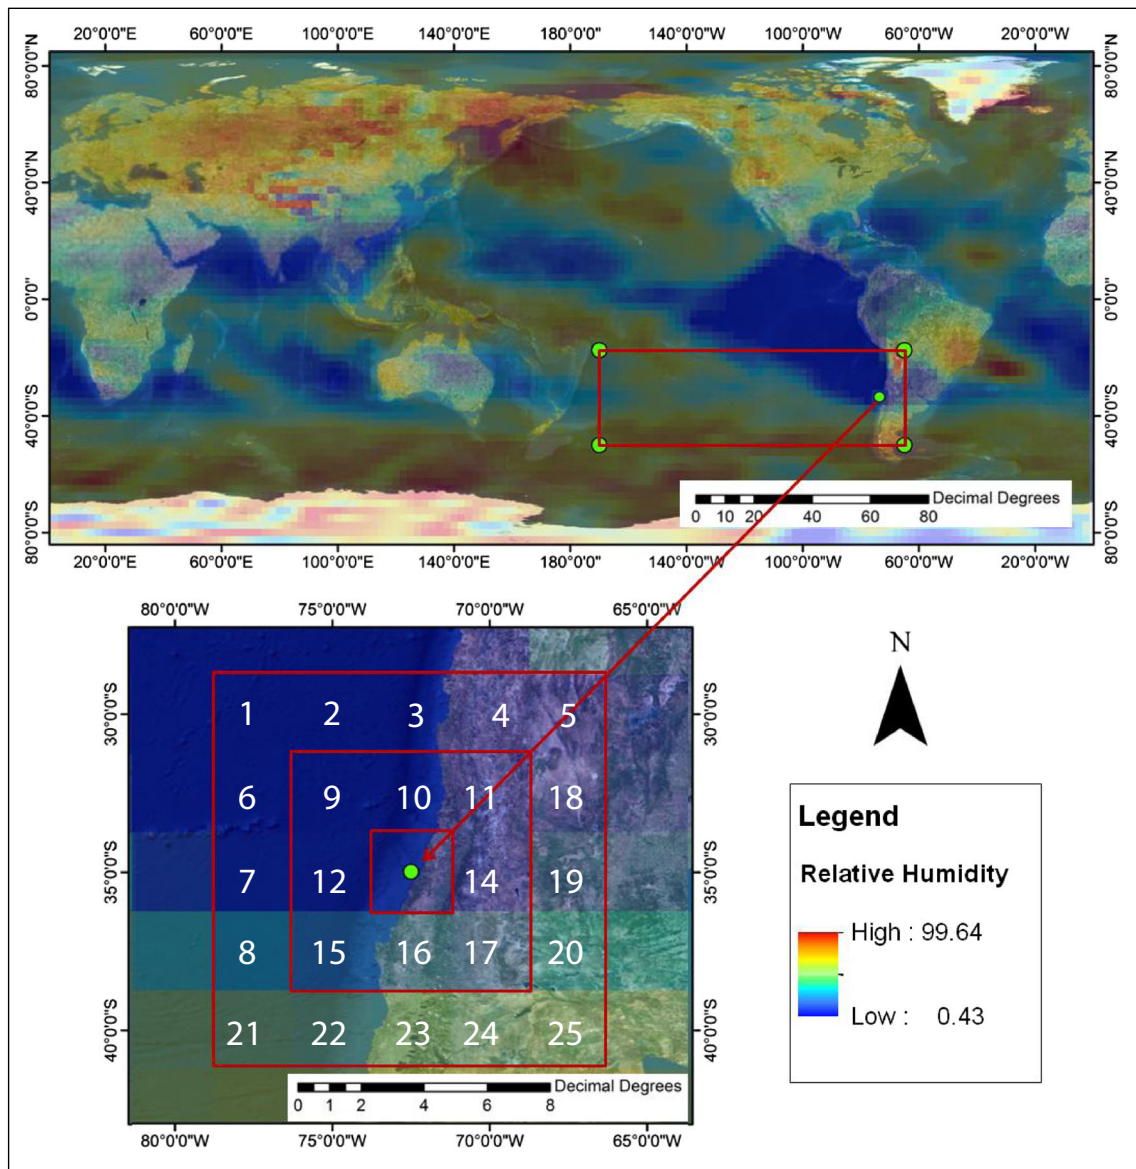 20°0'0"E 60°0'0"E 100°0'0"E 140°0'0"E 180°0'0" 140°0'0"W 100°0'0"W 60°0'0"W 20°0'0"W
80°0'0"N 80°0'0"N
40°0'0"N 40°0'0"N
0°0'0" 0°0'0"
40°0'0"S 40°0'0"S
80°0'0"S 80°0'0"S
Decimal Degrees
0 10 20 40 60 80
20°0'0"E 60°0'0"E 100°0'0"E 140°0'0"E 180°0'0" 140°0'0"W 100°0'0"W 60°0'0"W 20°0'0"W
80°0'0"W 75°0'0"W 70°0'0"W 65°0'0"W
30°0'0"S 1 2 3 4 5 30°0'0"S
6 9 10 11 18
35°0'0"S 7 12 14 19 35°0'0"S
8 15 16 17 20
40°0'0"S 21 22 23 24 25 40°0'0"S
Decimal Degrees
0 1 2 4 6 8
80°0'0"W 75°0'0"W 70°0'0"W 65°0'0"W
N
Legend
Relative Humidity
High : 99.64
Low : 0.43